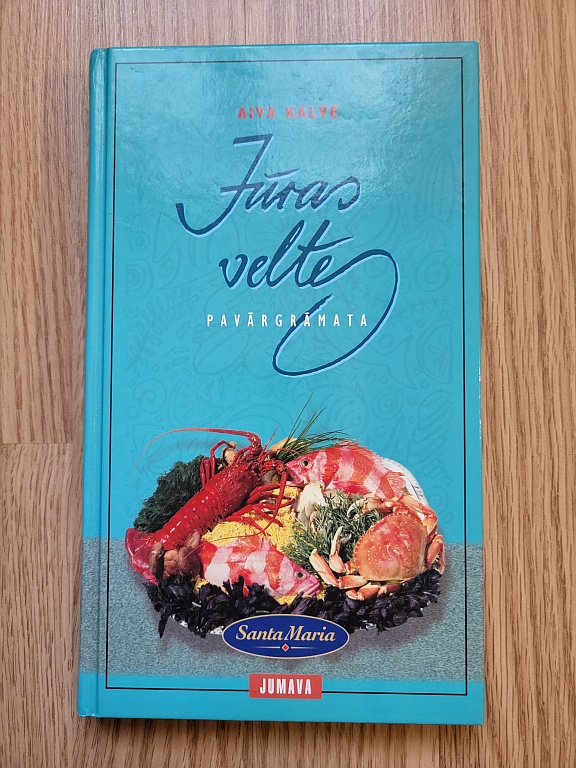 AIVA KALVE
Jūras
veltes
PAVĀRGRĀMATA
Santa Maria
JUMAVA